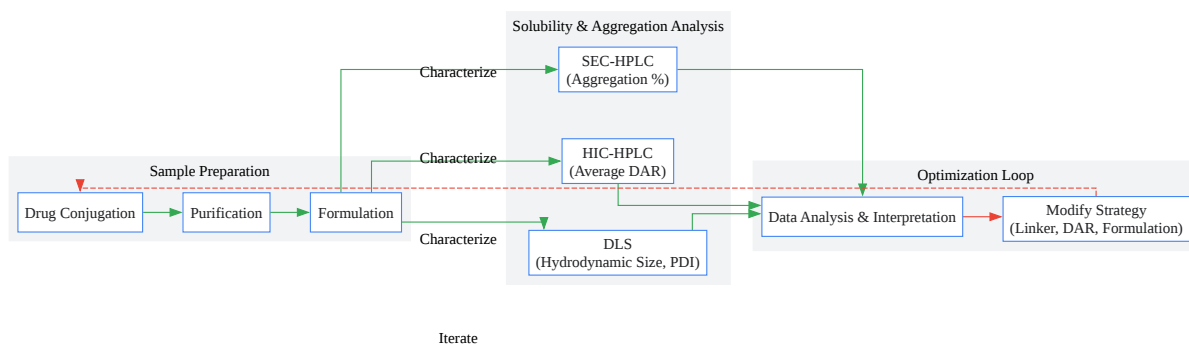 Solubility & Aggregation Analysis
SEC-HPLC
(Aggregation %)
Characterize
HIC-HPLC
(Average DAR)
Characterize
Sample Preparation
Drug Conjugation
Purification
Formulation
Characterize
DLS
(Hydrodynamic Size, PDI)
Optimization Loop
Data Analysis & Interpretation
Modify Strategy
(Linker, DAR, Formulation)
Iterate